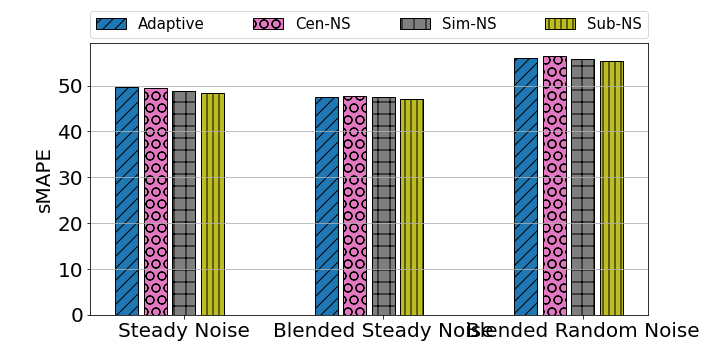 Adaptive Cen-NS Sim-NS Sub-NS
sMAPE
50
40
30
20
10
0
Steady Noise Blended Steady Noise Blended Random Noise